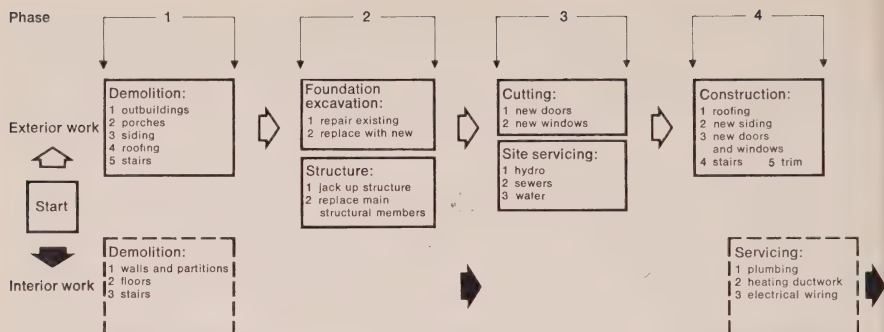 Phase 1 2 3 4
Exterior work
Start
Interior work
Demolition:
1 outbuildings
2 porches
3 siding
4 roofing
5 stairs
Foundation
excavation:
1 repair existing
2 replace with new
Structure:
1 jack up structure
2 replace main
structural members
Cutting:
1 new doors
2 new windows
Site servicing:
1 hydro
2 sewers
3 water
Construction:
1 roofing
2 new siding
3 new doors
and windows
4 stairs 5 trim
Demolition:
1 walls and partitions
2 floors
3 stairs
Servicing:
1 plumbing
2 heating ductwork
3 electrical wiring